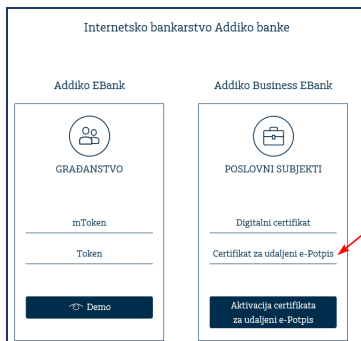 Internetsko bankarstvo Addiko banke
Addiko EBank
GRAĐANSTVO
mToken
Token
Demo
Addiko Business EBank
POSLOVNI SUBJEKTI
Digitalni certifikat
Certifikat za udaljeni e-Potpis
Aktivacija certifikata
za udaljeni e-Potpis